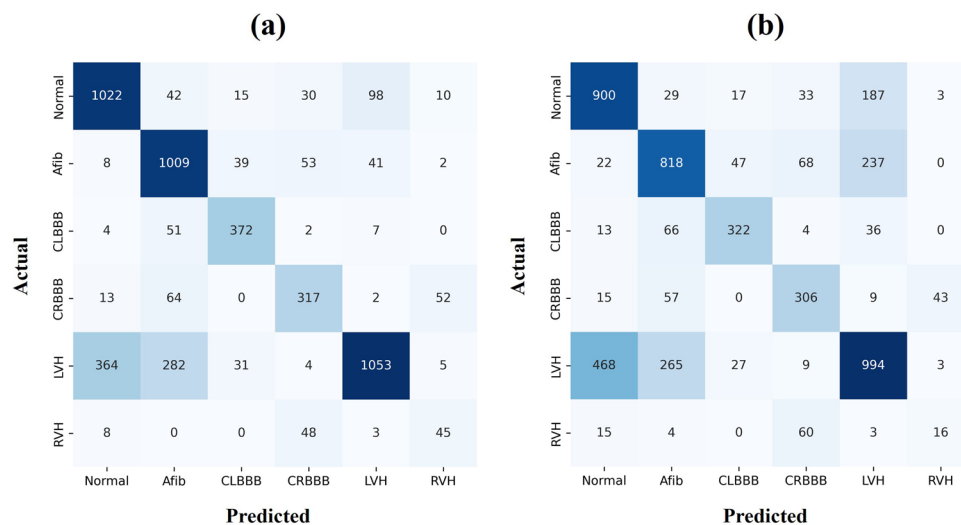 (a)
Actual
Normal 1022 42 15 30 98 10
Afib 8 1009 39 53 41 2
CLBBB 4 51 372 2 7 0
CRBBB 13 64 0 317 2 52
LVH 364 282 31 4 1053 5
RVH 8 0 0 48 3 45
Normal Afib CLBBB CRBBB LVH RVH
Predicted
(b)
Actual
Normal 900 29 17 33 187 3
Afib 22 818 47 68 237 0
CLBBB 13 66 322 4 36 0
CRBBB 15 57 0 306 9 43
LVH 468 265 27 9 994 3
RVH 15 4 0 60 3 16
Normal Afib CLBBB CRBBB LVH RVH
Predicted